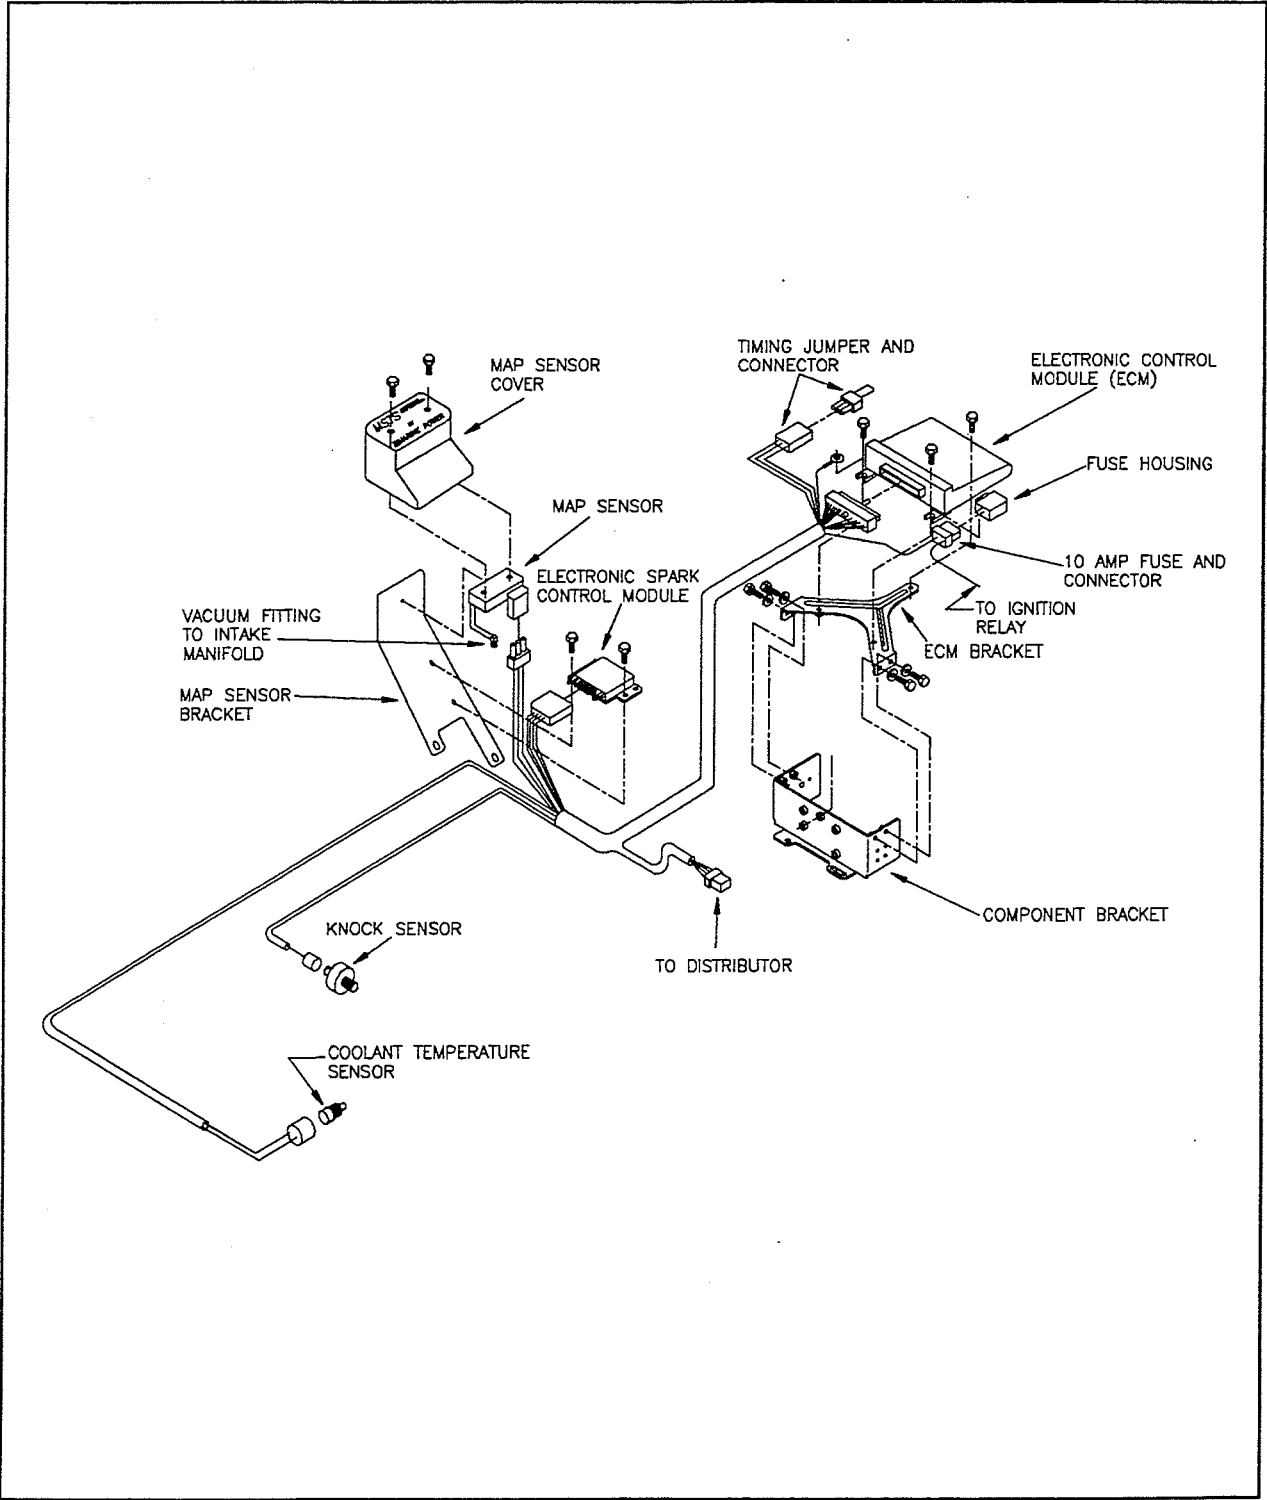 TIMING JUMPER AND
CONNECTOR
ELECTRONIC CONTROL
MODULE (ECM)
MAP SENSOR
COVER
FUSE HOUSING
MAP SENSOR
10 AMP FUSE AND
CONNECTOR
ELECTRONIC SPARK
CONTROL MODULE
TO IGNITION
RELAY
VACUUM FITTING
TO INTAKE
MANIFOLD
ECM BRACKET
MAP SENSOR
BRACKET
COMPONENT BRACKET
KNOCK SENSOR
TO DISTRIBUTOR
COOLANT TEMPERATURE
SENSOR